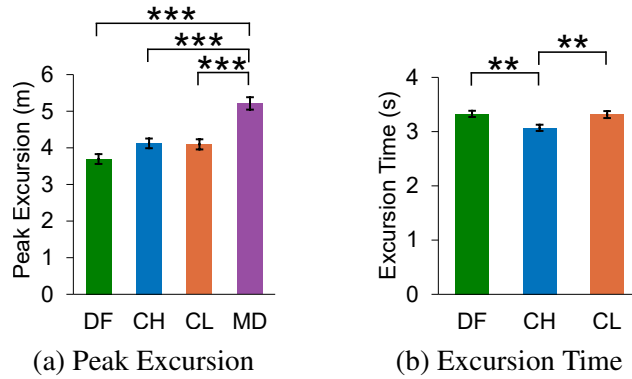 ***
***
***
Peak Excursion (m)
6
5
4
3
2
1
0
DF CH CL MD
(a) Peak Excursion
** **
Excursion Time (s)
4
3
2
1
0
DF CH CL
(b) Excursion Time